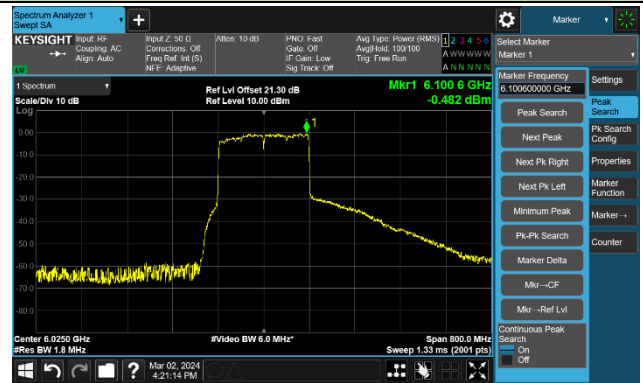 Spectrum Analyzer 1
Swept SA
Marker
KEYSIGHT
Input: RF
Coupling: AC
Align: Auto
Input Z: 50 Ω
Corrections: Off
Freq Ref: Int (S)
NFE: Adaptive
Atten: 10 dB
PNO: Fast
Gate: Off
IF Gain: Low
Sig Track: Off
Avg Type: Power (RMS)
Avg|Hold: 100/100
Trig: Free Run
1 2 3 4 5 6
A W W W W W
A N N N N N
LM
Select Marker
Marker 1
1 Spectrum
Scale/Div 10 dB
Log
Ref Lvl Offset 21.30 dB
Ref Level 10.00 dBm
Mkr1 6.100 6 GHz
-0.482 dBm
1
0.00
-10.0
-20.0
-30.0
-40.0
-50.0
-60.0
-70.0
-80.0
Center 6.0250 GHz
#Res BW 1.8 MHz
#Video BW 6.0 MHz*
Span 800.0 MHz
Sweep 1.33 ms (2001 pts)
Marker Frequency
6.100600000 GHz
Peak Search
Next Peak
Next Pk Right
Next Pk Left
Minimum Peak
Pk-Pk Search
Marker Delta
Mkr→CF
Mkr→Ref Lvl
Continuous Peak
Search
On
Off
Settings
Peak
Search
Pk Search
Config
Properties
Marker
Function
Marker→
Counter
?
Mar 02, 2024
4:21:14 PM